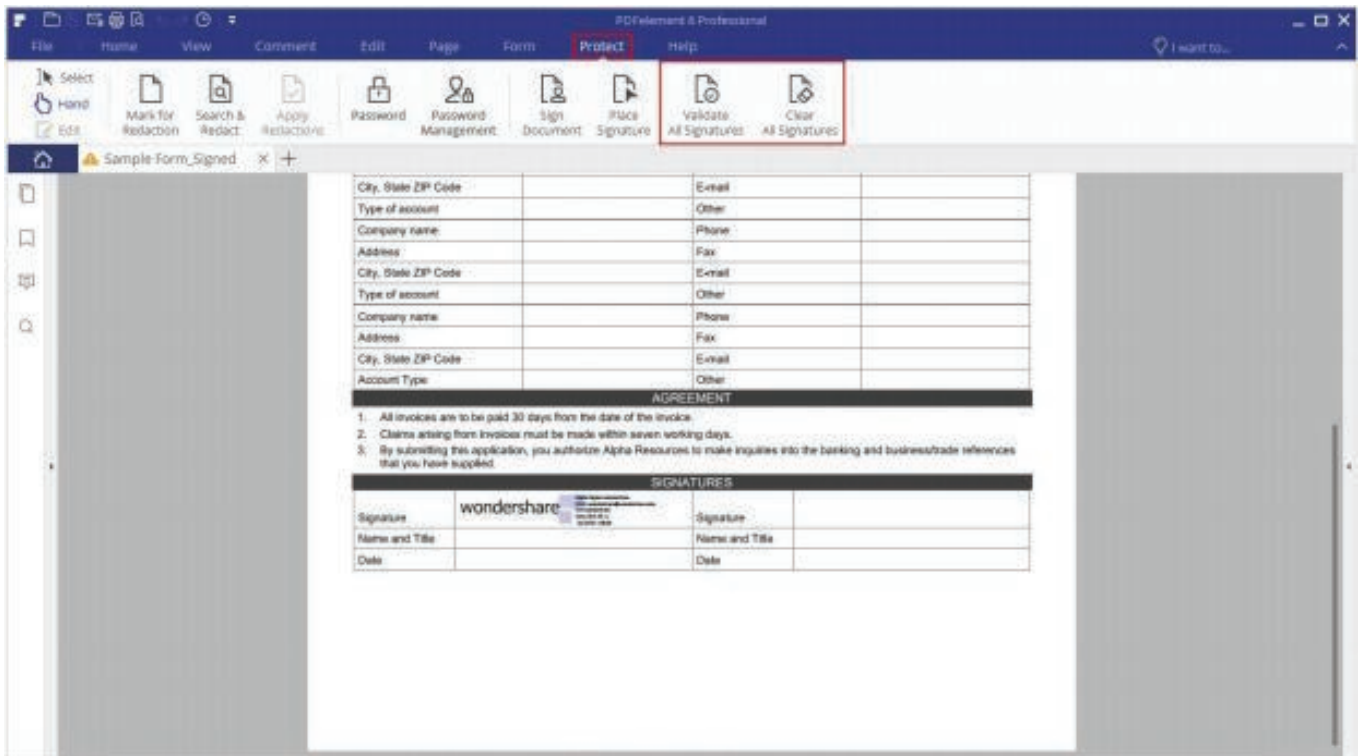 PDFelement 6 Professional
File Home View Comment Edit Page Form Protect Help I want to...
Select
Hand
Edit
Mark for
Redaction
Search &
Redact
Apply
Redactions
Password
Password
Management
Sign
Document
Place
Signature
Validate
All Signatures
Clear
All Signatures
Sample Form_Signed
City, State ZIP Code E-mail
Type of account Other
Company name Phone
Address Fax
City, State ZIP Code E-mail
Type of account Other
Company name Phone
Address Fax
City, State ZIP Code E-mail
Account Type Other
AGREEMENT
1. All invoices are to be paid 30 days from the date of the invoice.
2. Claims arising from invoices must be made within seven working days.
3. By submitting this application, you authorize Alpha Resources to make inquiries into the banking and business/trade references
that you have supplied.
SIGNATURES
wondershare
Signature Signature
Name and Title Name and Title
Date Date